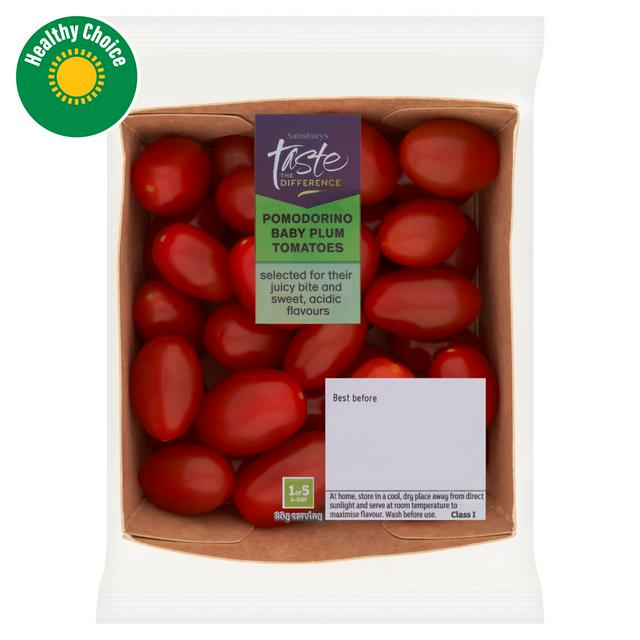 Healthy Choice
Sainsbury's
taste
THE
DIFFERENCE
POMODORINO
BABY PLUM
TOMATOES
selected for their
juicy bite and
sweet, acidic
flavours
Best before
1 of 5
A-DAY
80g serving
At home, store in a cool, dry place away from direct
sunlight and serve at room temperature to
maximise flavour. Wash before use. Class I